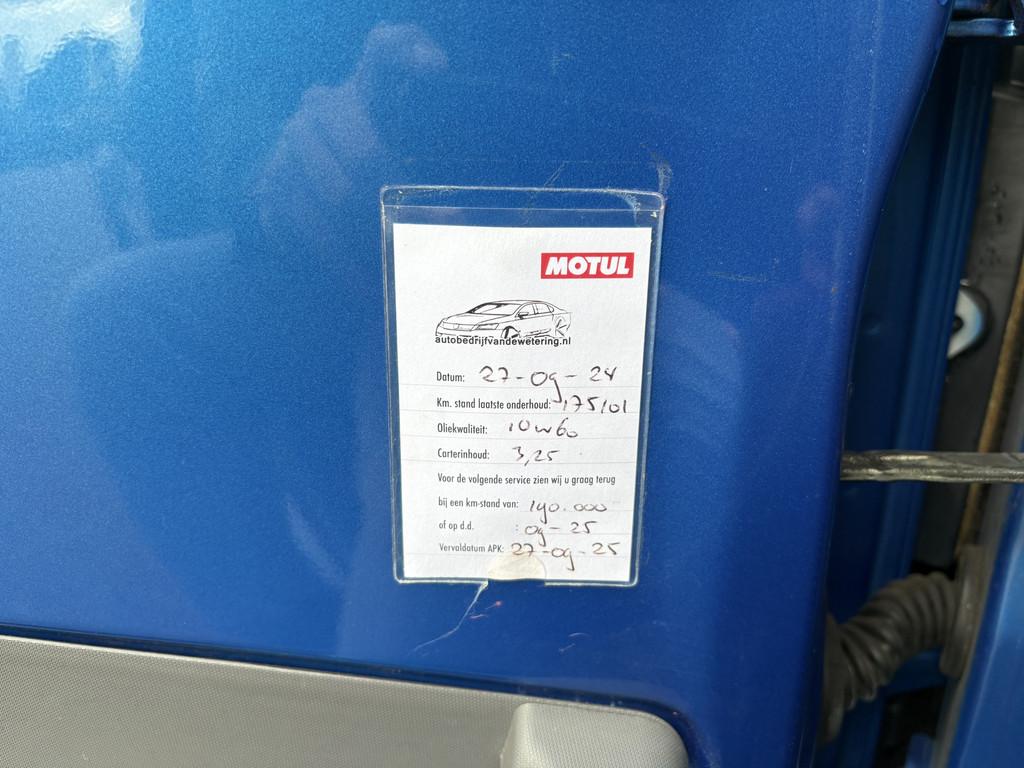 MOTUL
autobedrijfvandewetering.nl
Datum: 27-09-24
Km. stand laatste onderhoud: 175101
Oliekwaliteit: 10w60
Carterinhoud: 3,25
Voor de volgende service zien wij u graag terug
bij een km-stand van: 190.000
of op d.d. : 09-25
Vervaldatum APK: 27-09-25